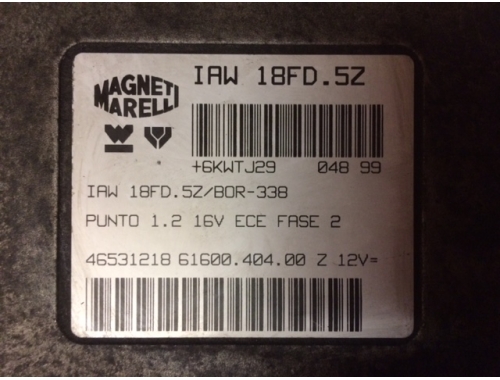 MAGNETI
MARELLI
IAW 18FD.5Z
+6KWTJ29 048 99
IAW 18FD.5Z/BOR-338
PUNTO 1.2 16V ECE FASE 2
46531218 61600.404.00 Z 12V=